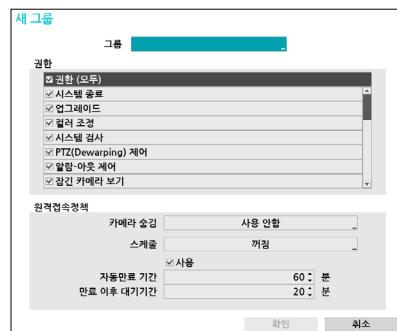 새 그룹
그룹
권한
권한 (모두)
시스템 종료
업그레이드
컬러 조정
시스템 검사
PTZ(Dewarping) 제어
알람-아웃 제어
잠긴 카메라 보기
원격접속정책
카메라 숨김 사용 안함
스케줄 꺼짐
사용
자동만료 기간 60 분
만료 이후 대기기간 20 분
확인 취소